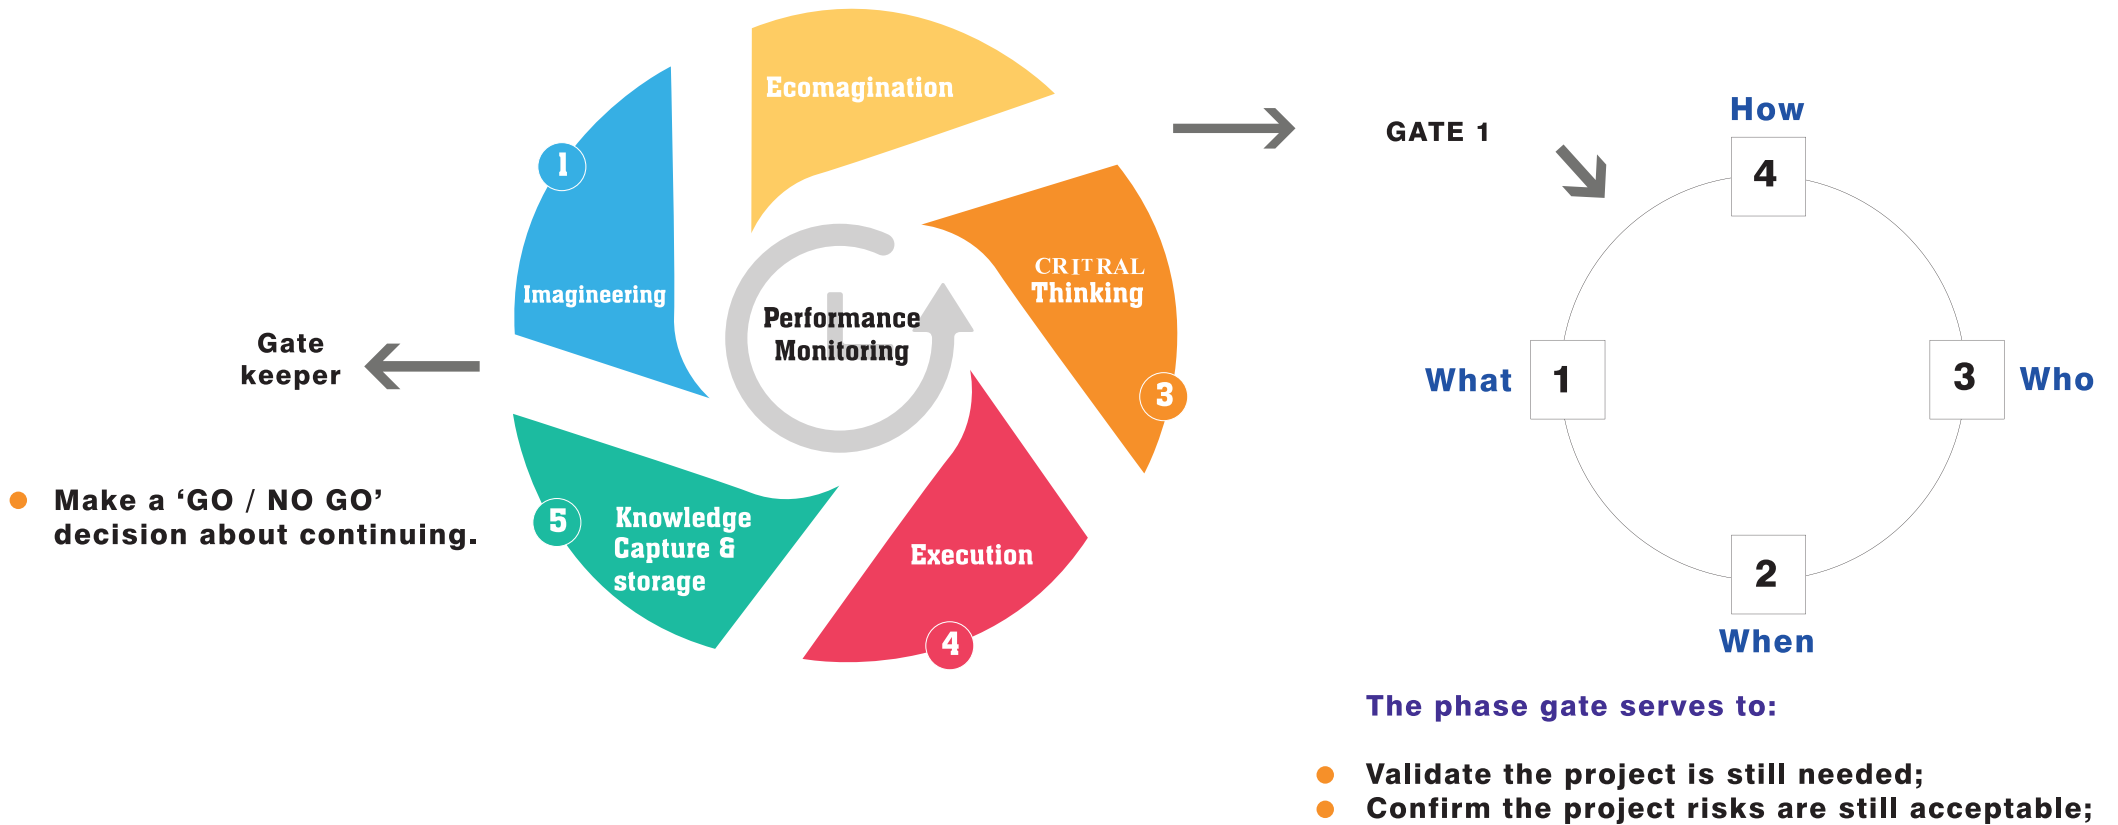 Ecomagination
1
Imagineering
CRITRAL
Thinking
3
Performance
Monitoring
Execution
4
5
Knowledge
Capture &
storage
Gate
keeper
Make a ‘GO / NO GO’
decision about continuing.
GATE 1
How
4
What
1
3
Who
2
When
The phase gate serves to:
Validate the project is still needed;
Confirm the project risks are still acceptable;